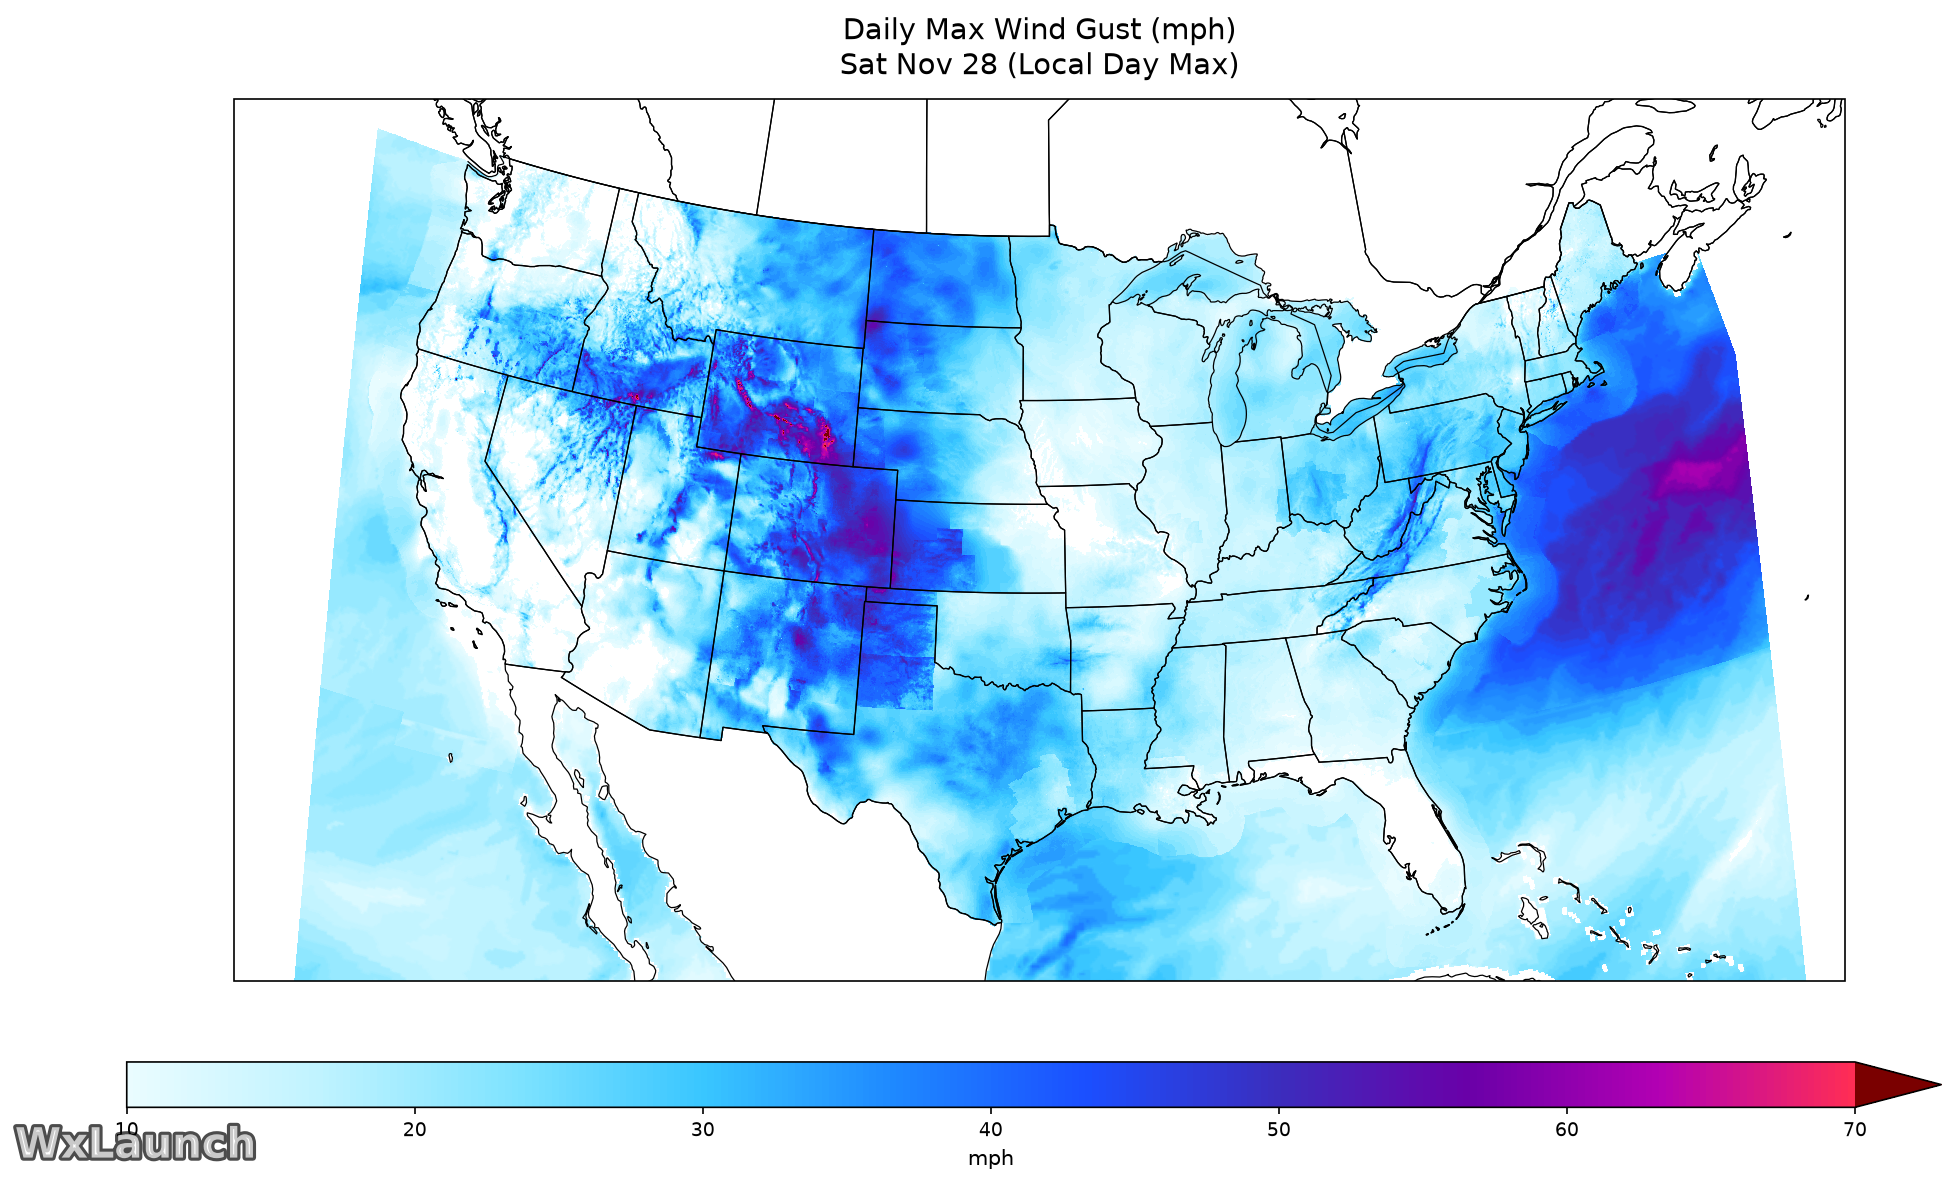 Daily Max Wind Gust (mph)
Sat Nov 28 (Local Day Max)
10 20 30 40 50 60 70
mph
WxLaunch